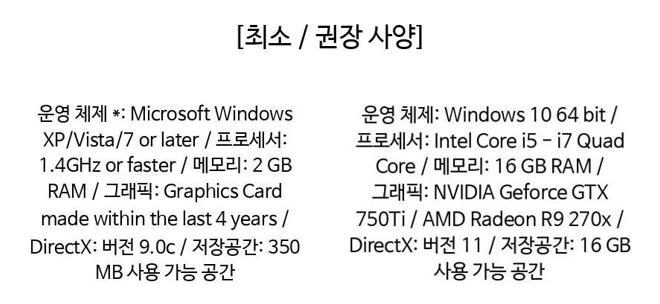 [최소 / 권장 사양]
운영 체제 *: Microsoft Windows
XP/Vista/7 or later / 프로세서:
1.4GHz or faster / 메모리: 2 GB
RAM / 그래픽: Graphics Card
made within the last 4 years /
DirectX: 버전 9.0c / 저장공간: 350
MB 사용 가능 공간
운영 체제: Windows 10 64 bit /
프로세서: Intel Core i5 - i7 Quad
Core / 메모리: 16 GB RAM /
그래픽: NVIDIA Geforce GTX
750Ti / AMD Radeon R9 270x /
DirectX: 버전 11 / 저장공간: 16 GB
사용 가능 공간